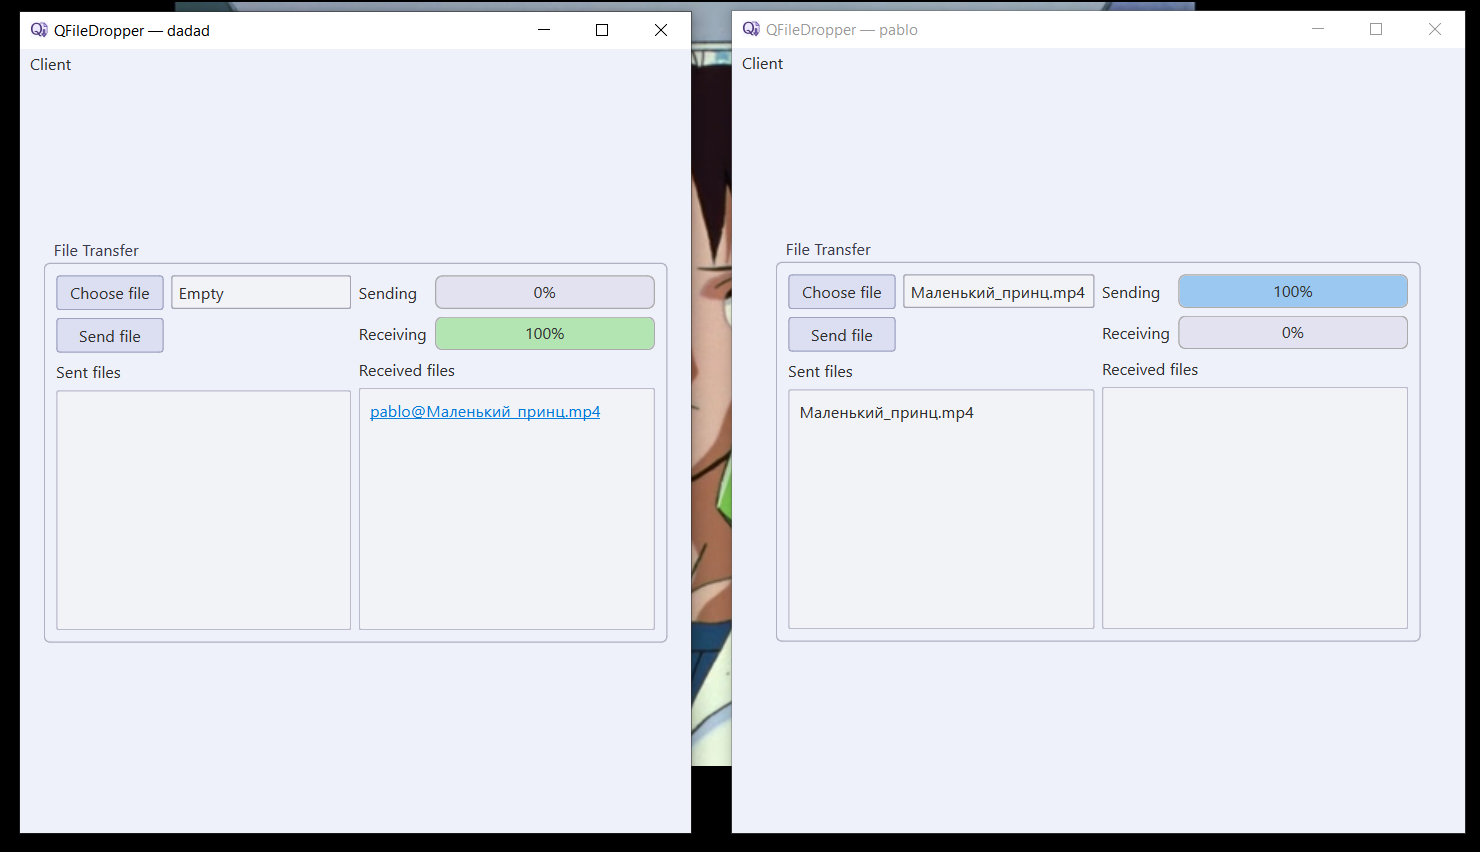 QFileDropper — dadad
Client
File Transfer
Choose file
Empty
Sending
0%
Send file
Receiving
100%
Sent files
Received files
pablo@Маленький_принц.mp4
QFileDropper — pablo
Client
File Transfer
Choose file
Маленький_принц.mp4
Sending
100%
Send file
Receiving
0%
Sent files
Received files
Маленький_принц.mp4